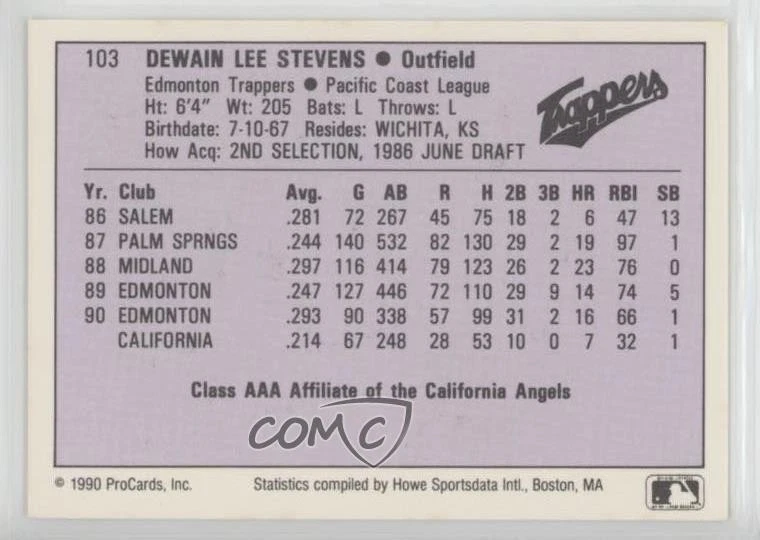 103 DEWAIN LEE STEVENS ● Outfield
Edmonton Trappers ● Pacific Coast League
Trappers
Ht: 6'4" Wt: 205 Bats: L Throws: L
Birthdate: 7-10-67 Resides: WICHITA, KS
How Acq: 2ND SELECTION, 1986 JUNE DRAFT
Yr. Club Avg. G AB R H 2B 3B HR RBI SB
86 SALEM .281 72 267 45 75 18 2 6 47 13
87 PALM SPRNGS .244 140 532 82 130 29 2 19 97 1
88 MIDLAND .297 116 414 79 123 26 2 23 76 0
89 EDMONTON .247 127 446 72 110 29 9 14 74 5
90 EDMONTON .293 90 338 57 99 31 2 16 66 1
CALIFORNIA .214 67 248 28 53 10 0 7 32 1
Class AAA Affiliate of the California Angels
COMC
© 1990 ProCards, Inc. Statistics compiled by Howe Sportsdata Intl., Boston, MA